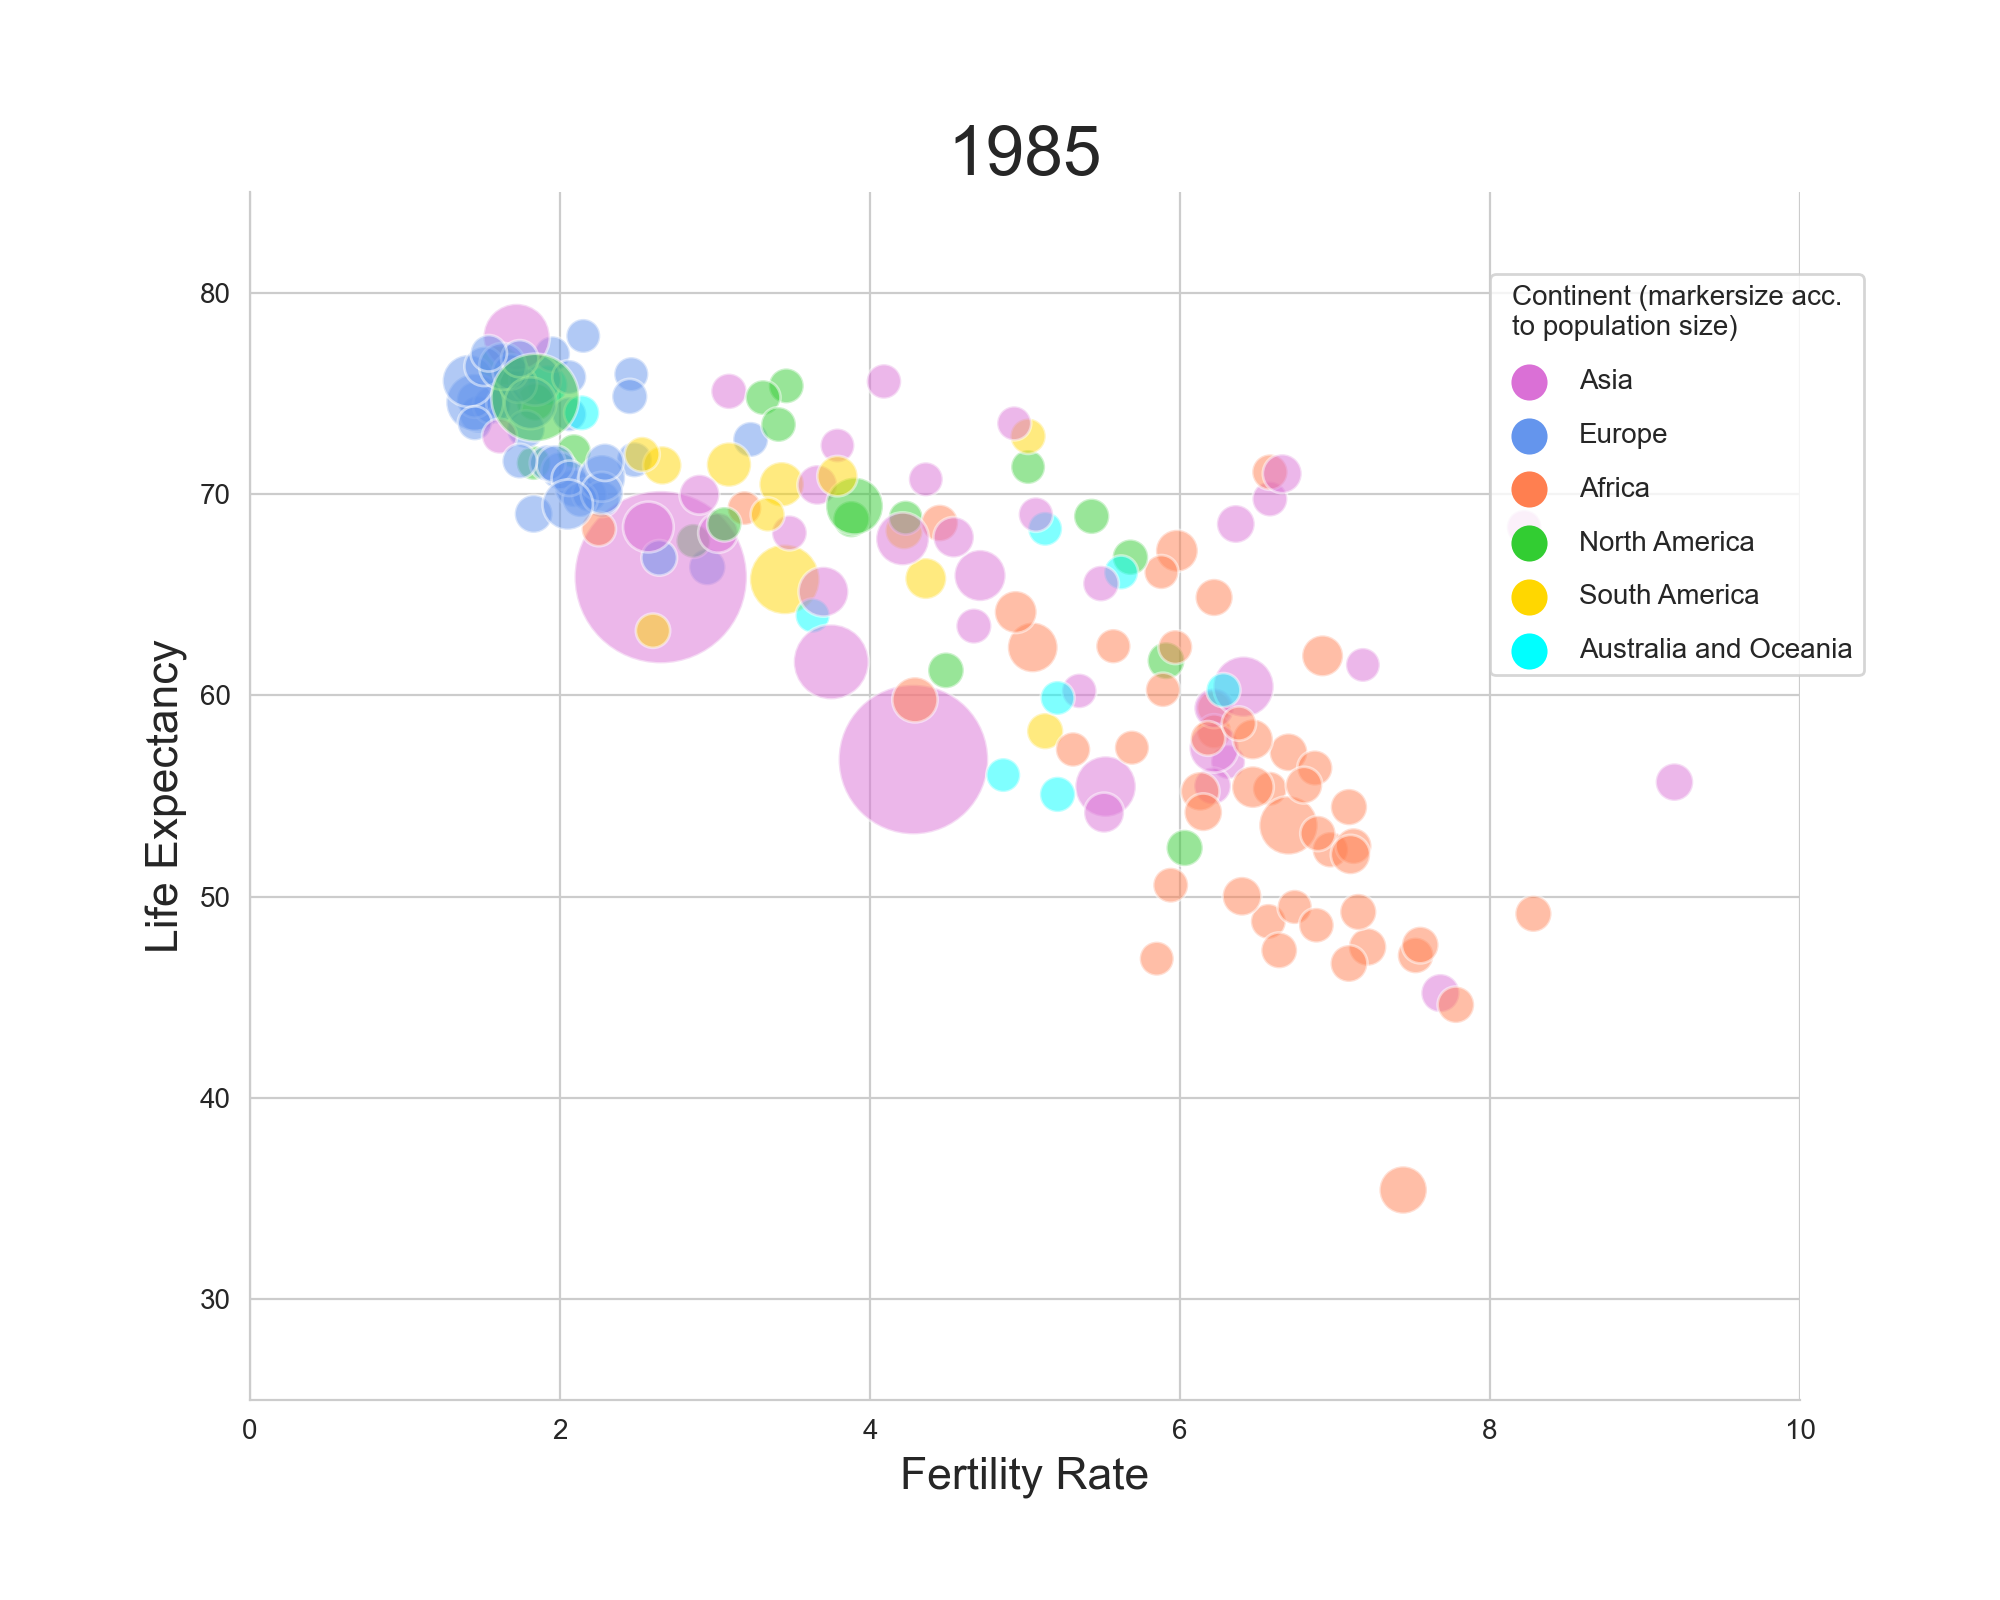 1985
Continent (markersize acc.
to population size)
Asia
Europe
Africa
North America
South America
Australia and Oceania
Life Expectancy
80
70
60
50
40
30
0 2 4 6 8 10
Fertility Rate